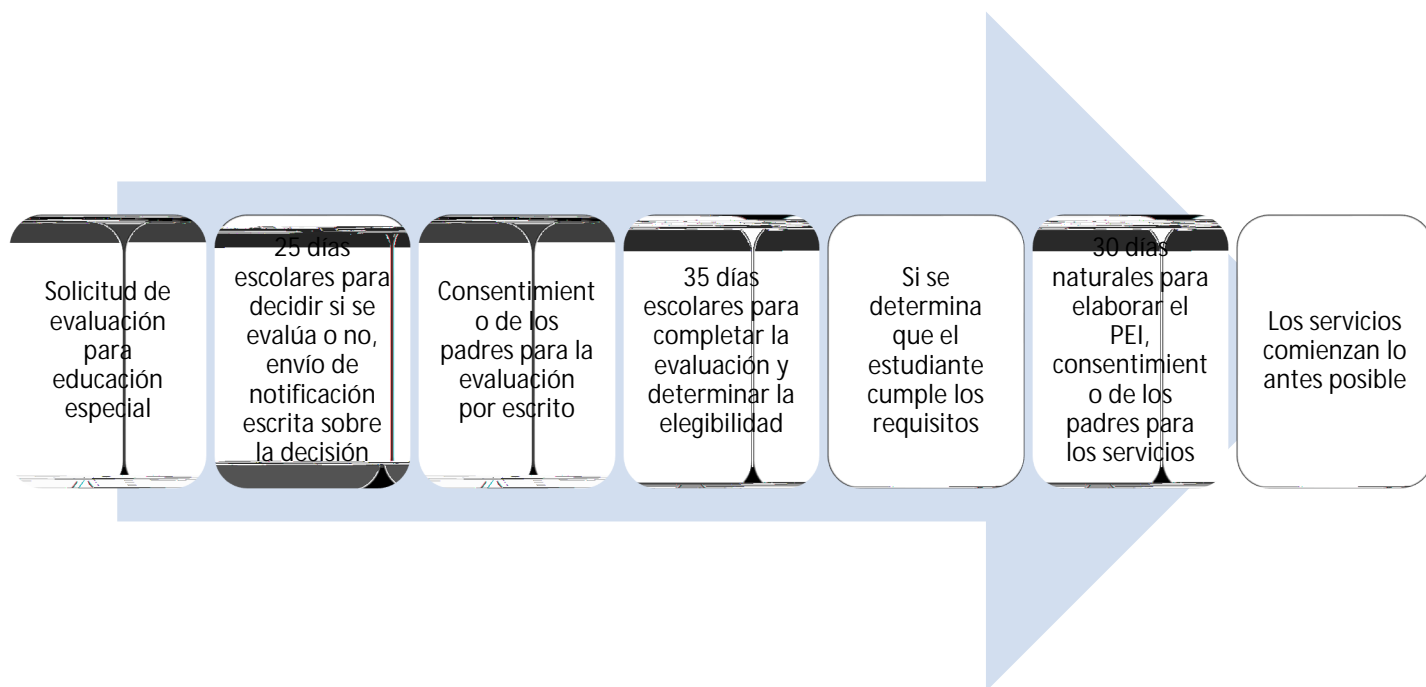 Solicitud de
evaluación
para
educación
especial
25 días
escolares para
decidir si se
evalúa o no,
envío de
notificación
escrita sobre
la decisión
Consentimient
o de los
padres para la
evaluación
por escrito
35 días
escolares para
completar la
evaluación y
determinar la
elegibilidad
Si se
determina
que el
estudiante
cumple los
requisitos
30 días
naturales para
elaborar el
PEI,
consentimient
o de los
padres para
los servicios
Los servicios
comienzan lo
antes posible